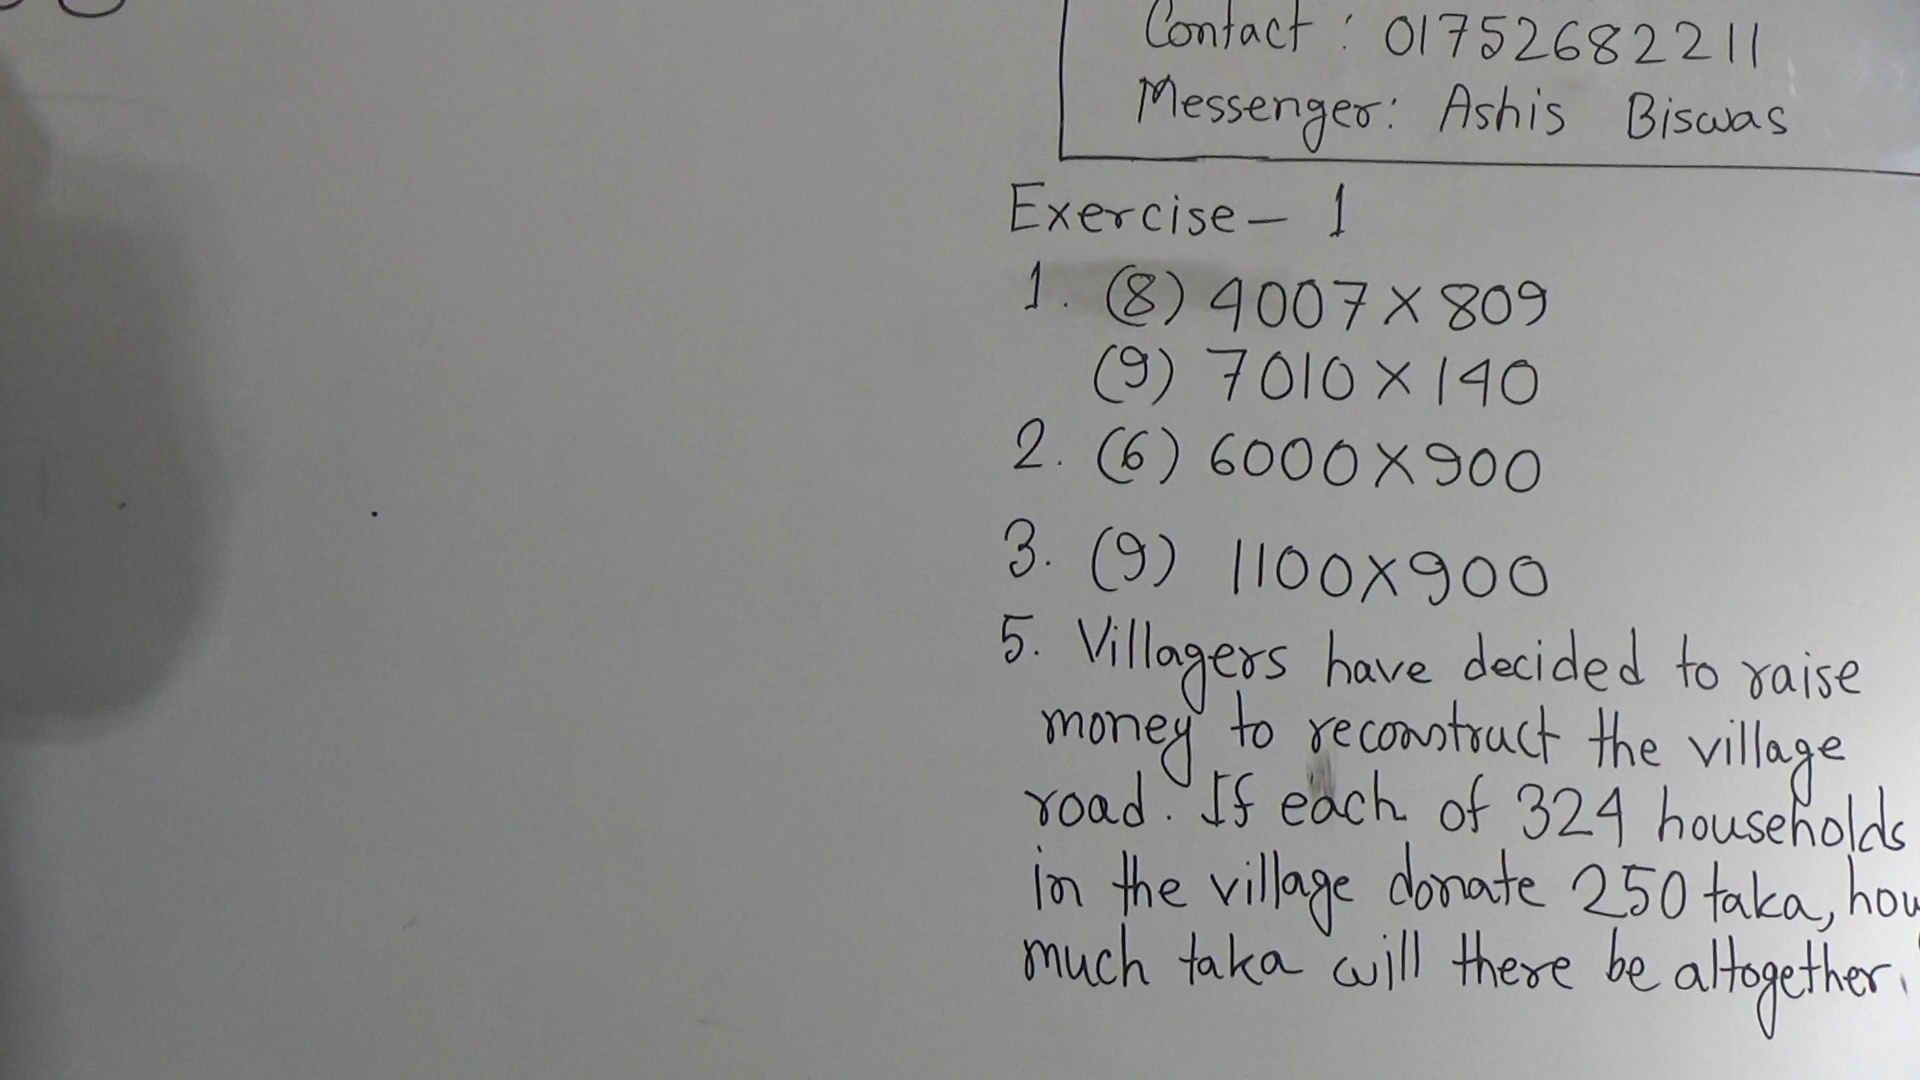 Contact : 01752682211
Messenger: Ashis Biswas
Exercise - 1
1. (8) 4007 × 809
(9) 7010 × 140
2. (6) 6000 × 900
3. (9) 1100 × 900
5. Villagers have decided to raise
money to reconstruct the village
road. If each of 324 households
in the village donate 250 taka, how
much taka will there be altogether.